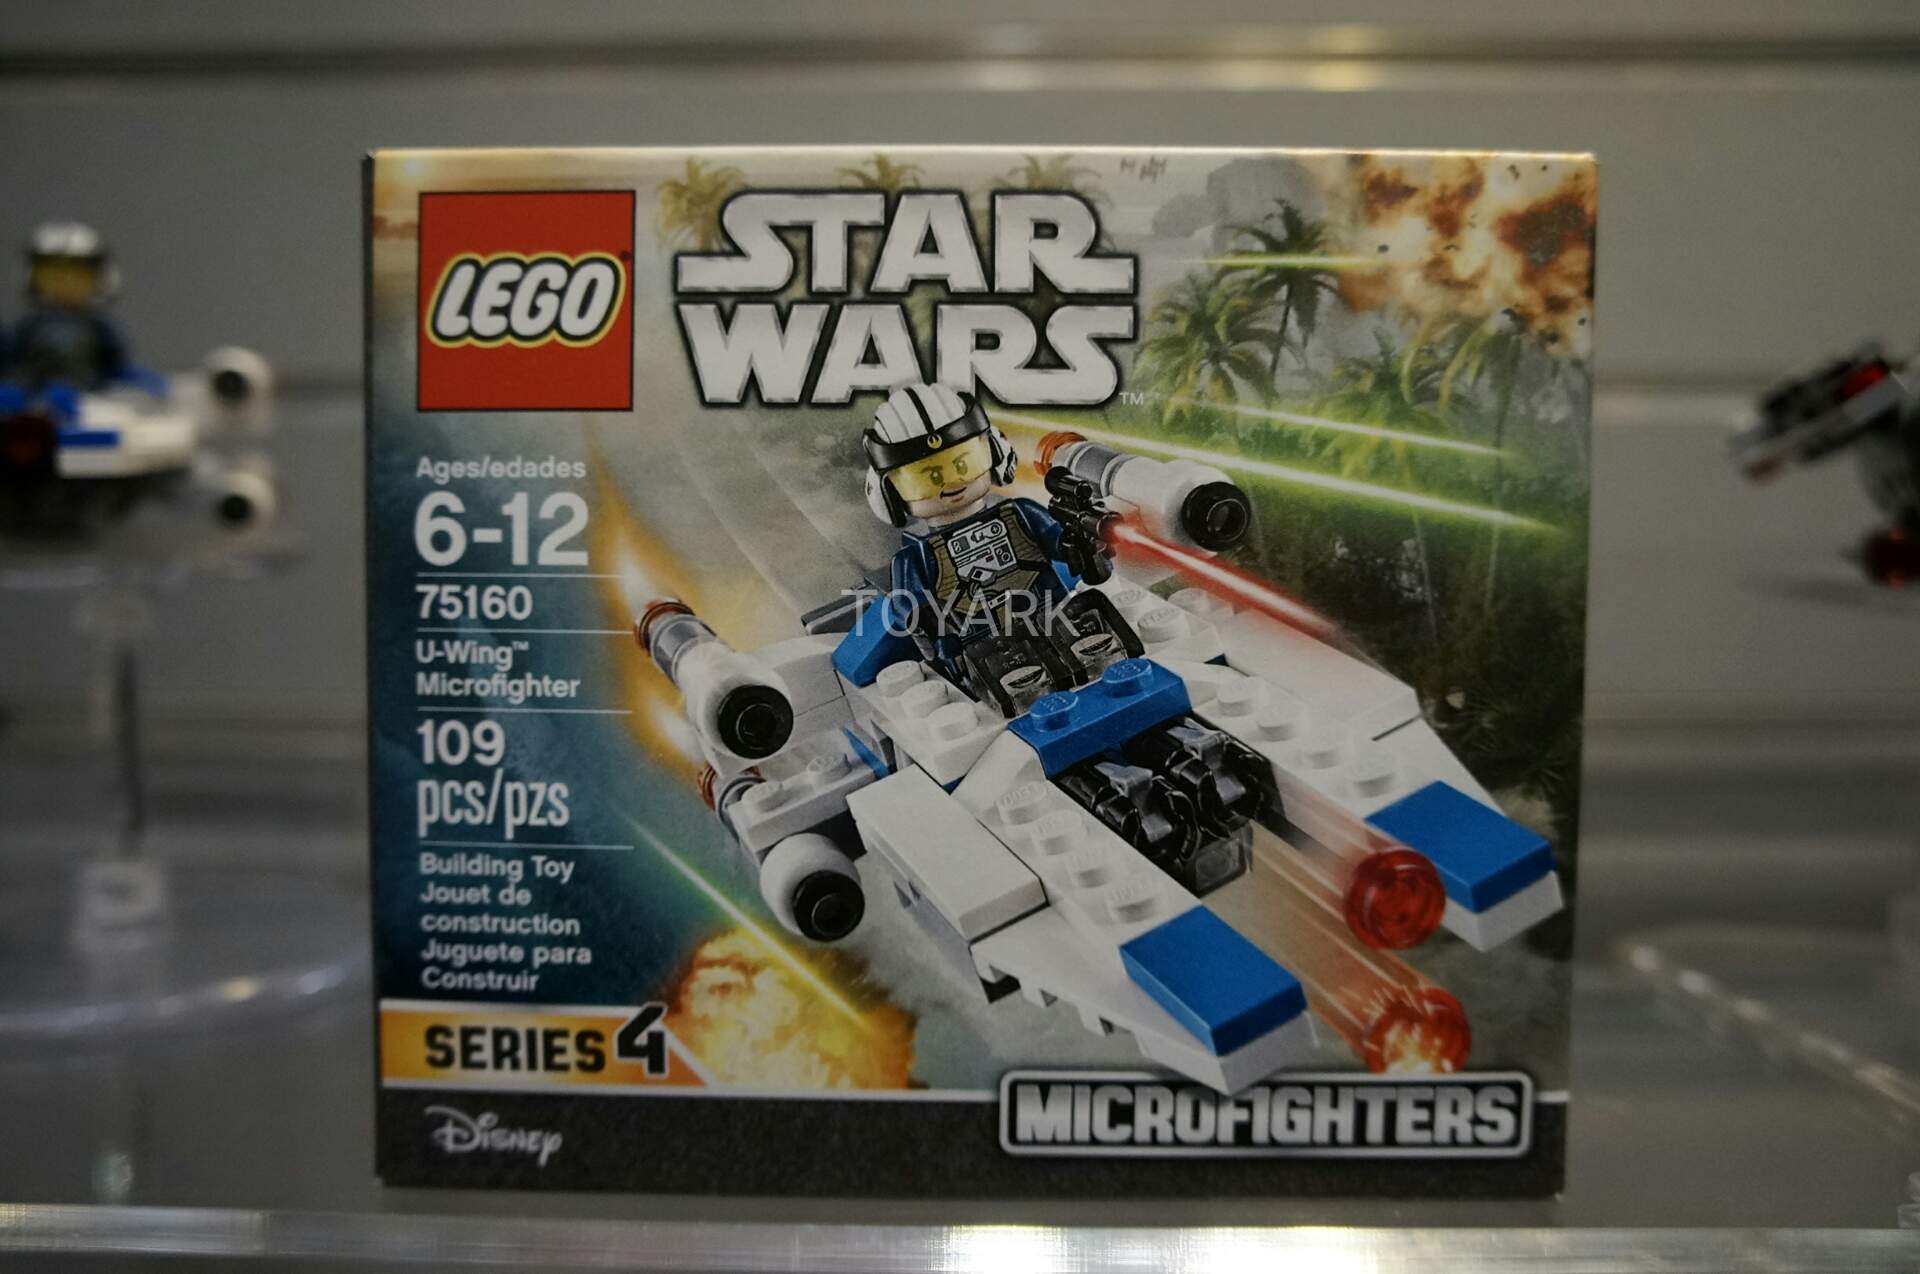 LEGO
STAR
WARS
™
Ages/edades
6-12
75160
U-Wing™
Microfighter
109
pcs/pzs
Building Toy
Jouet de
construction
Juguete para
Construir
SERIES 4
Disney
MICROFIGHTERS
TOYARK